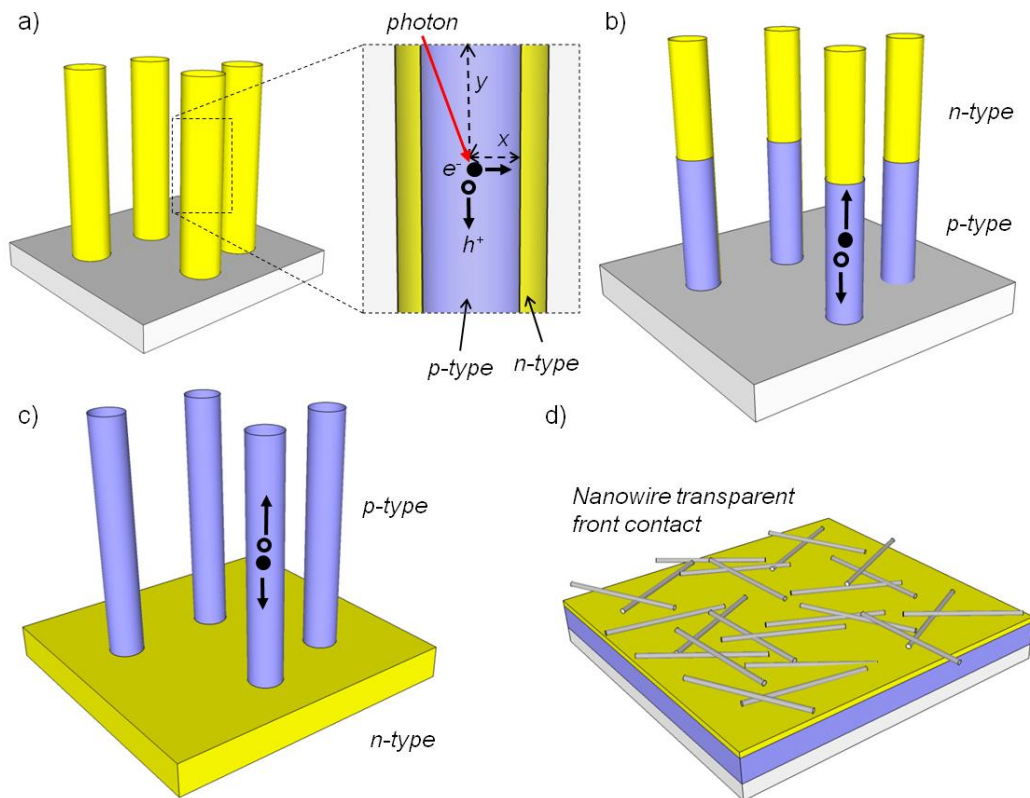 a)
photon
y
x
e-
h+
p-type
n-type
b)
n-type
p-type
c)
p-type
n-type
d)
Nanowire transparent
front contact